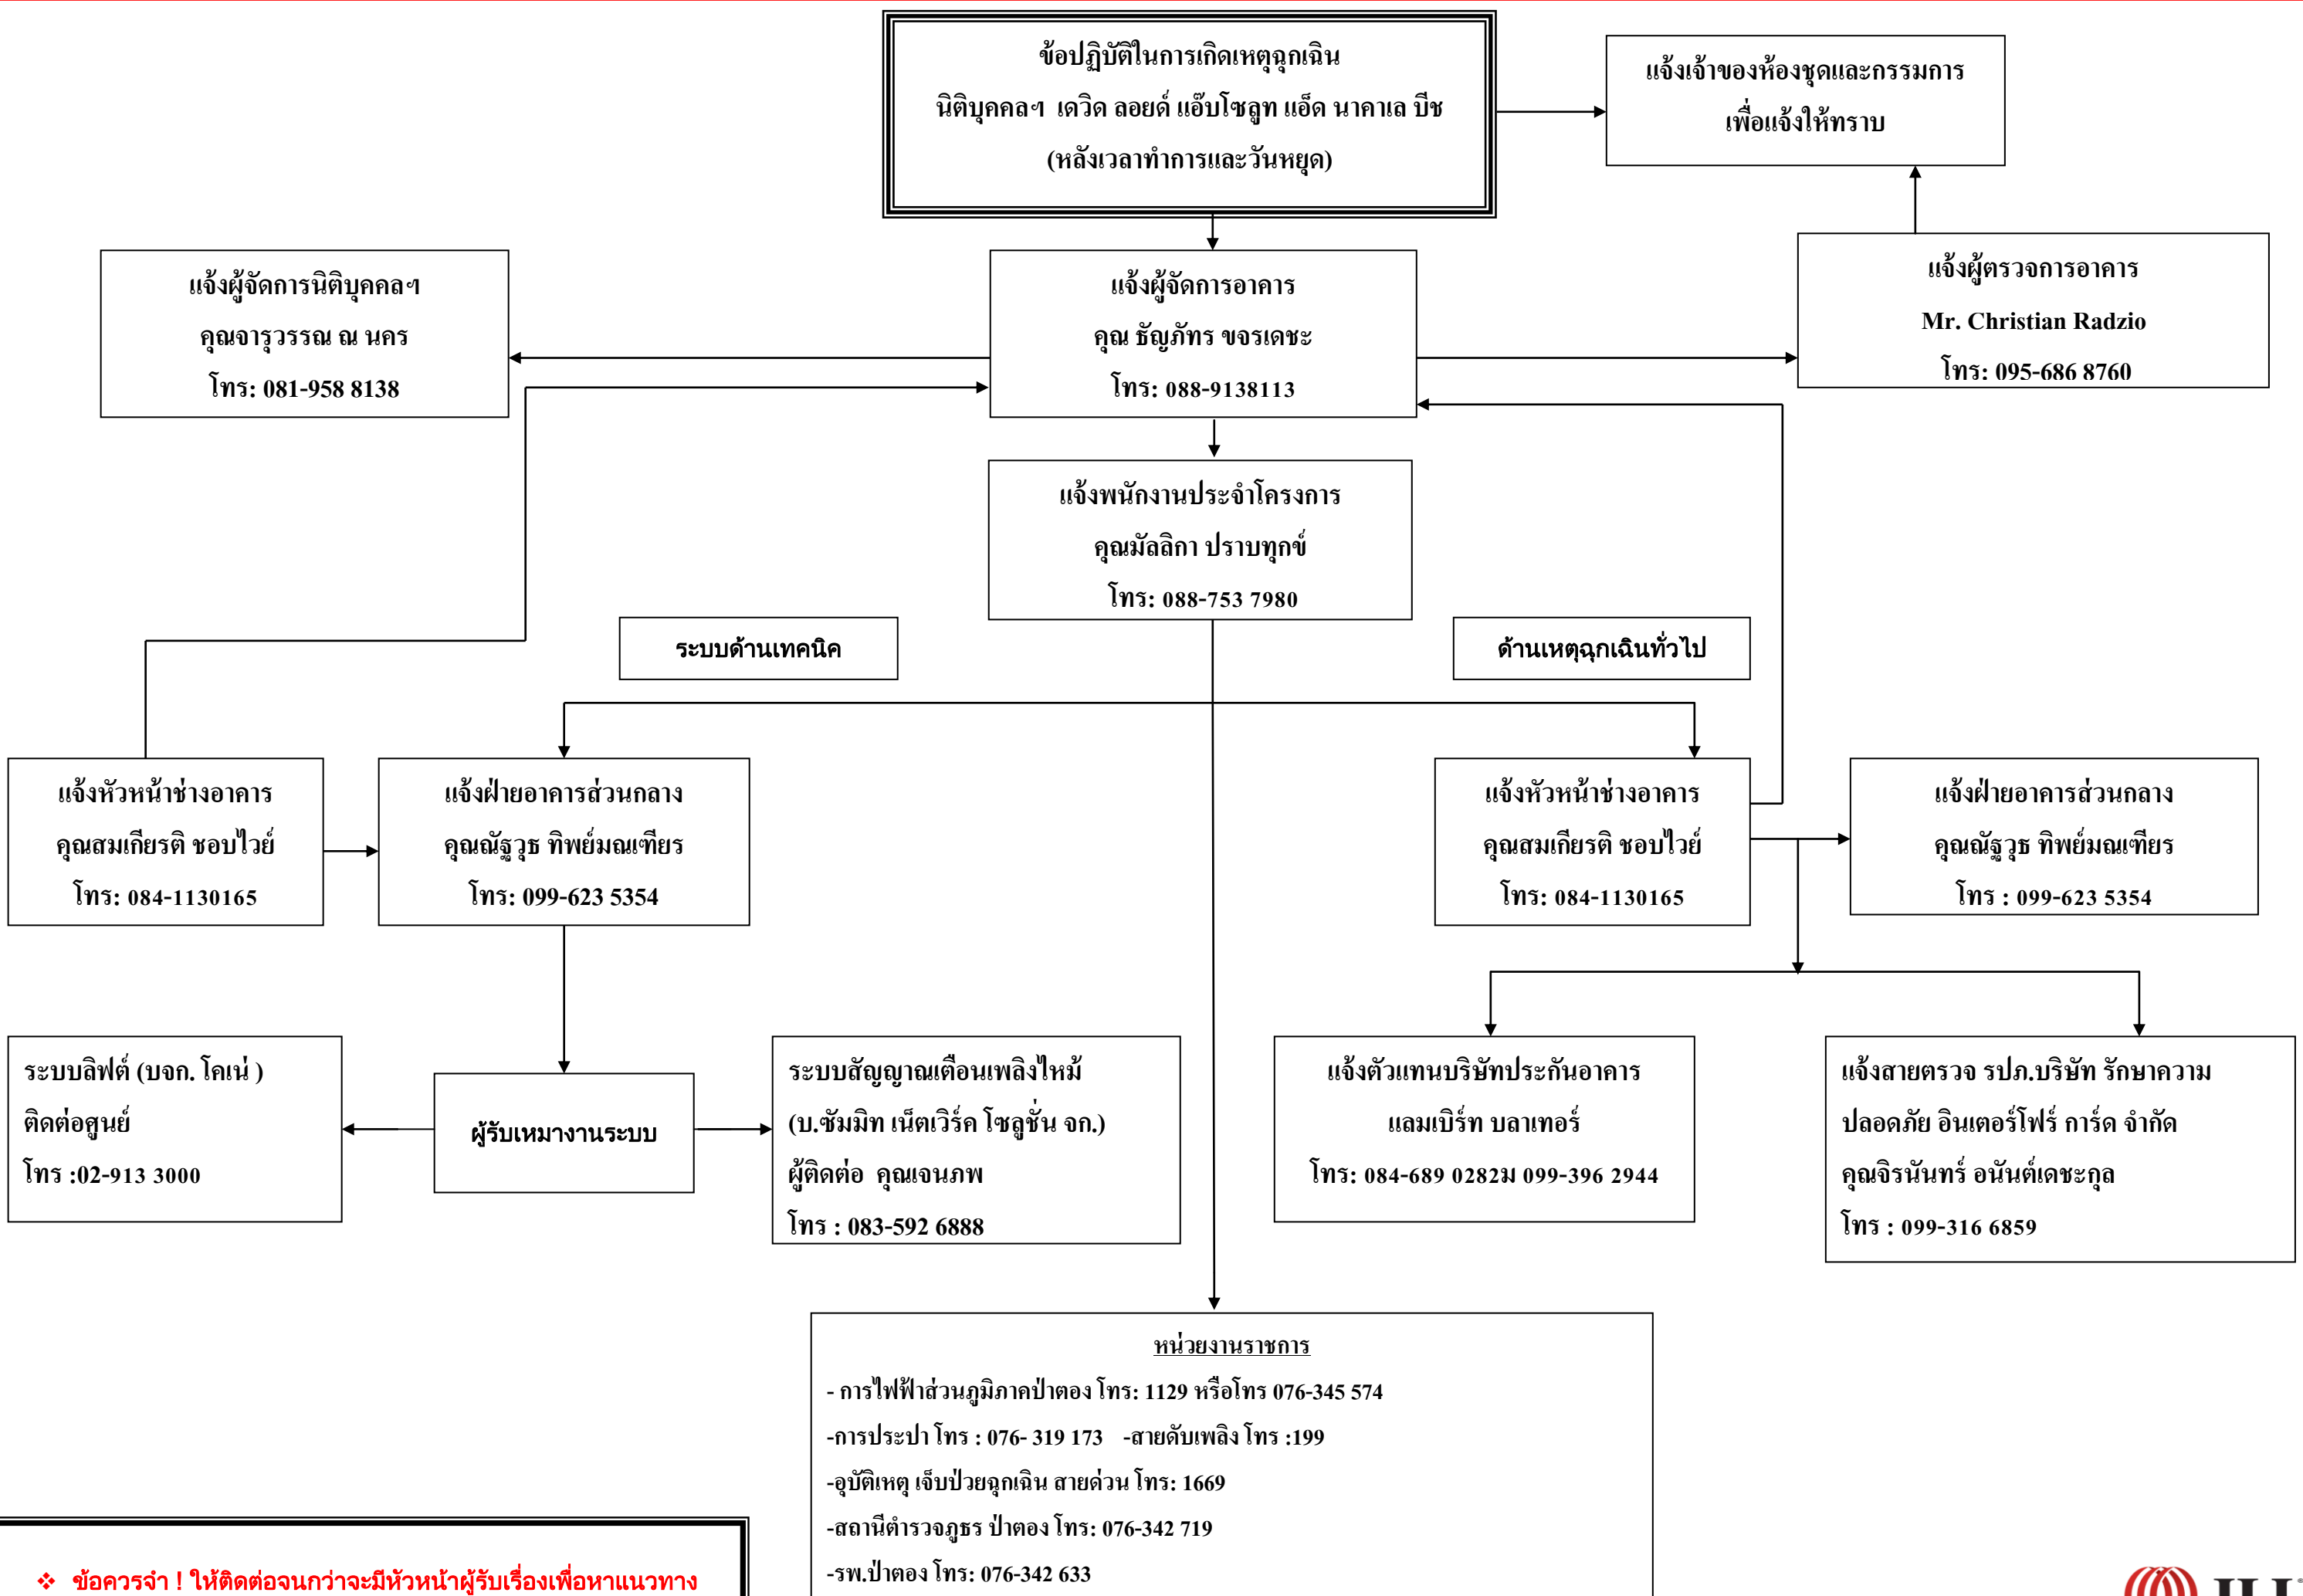 ข้อปฏิบัติในการเกิดเหตุฉุกเฉิน
นิติบุคคลฯ เดวิด ลอยด์ แอ๊บโซลูท แอ็ด นาคาเล บีช
(หลังเวลาทำการและวันหยุด)
แจ้งเจ้าของห้องชุดและกรรมการ
เพื่อแจ้งให้ทราบ
แจ้งผู้จัดการนิติบุคคลฯ
คุณจารุวรรณ ณ นคร
โทร: 081-958 8138
แจ้งผู้จัดการอาคาร
คุณ ธัญภัทร ขจรเดชะ
โทร: 088-9138113
แจ้งผู้ตรวจการอาคาร
Mr. Christian Radzio
โทร: 095-686 8760
แจ้งพนักงานประจำโครงการ
คุณมัลลิกา ปราบทุกข์
โทร: 088-753 7980
ระบบด้านเทคนิค
ด้านเหตุฉุกเฉินทั่วไป
แจ้งหัวหน้าช่างอาคาร
คุณสมเกียรติ ชอบไวย์
โทร: 084-1130165
แจ้งฝ่ายอาคารส่วนกลาง
คุณณัฐวุธ ทิพย์มณเฑียร
โทร: 099-623 5354
แจ้งหัวหน้าช่างอาคาร
คุณสมเกียรติ ชอบไวย์
โทร: 084-1130165
แจ้งฝ่ายอาคารส่วนกลาง
คุณณัฐวุธ ทิพย์มณเฑียร
โทร : 099-623 5354
ระบบลิฟต์ (บจก. โคเน่ )
ติดต่อศูนย์
โทร :02-913 3000
ผู้รับเหมางานระบบ
ระบบสัญญาณเตือนเพลิงไหม้
(บ.ซัมมิท เน็ตเวิร์ค โซลูชั่น จก.)
ผู้ติดต่อ คุณเจนภพ
โทร : 083-592 6888
แจ้งตัวแทนบริษัทประกันอาคาร
แลมเบิร์ท บลาเทอร์
โทร: 084-689 0282ม 099-396 2944
แจ้งสายตรวจ รปภ.บริษัท รักษาความ
ปลอดภัย อินเตอร์โฟร์ การ์ด จำกัด
คุณจิรนันทร์ อนันต์เดชะกุล
โทร : 099-316 6859
หน่วยงานราชการ
- การไฟฟ้าส่วนภูมิภาคป่าตอง โทร: 1129 หรือโทร 076-345 574
-การประปา โทร : 076- 319 173 -สายดับเพลิง โทร :199
-อุบัติเหตุ เจ็บป่วยฉุกเฉิน สายด่วน โทร: 1669
-สถานีตำรวจภูธร ป่าตอง โทร: 076-342 719
-รพ.ป่าตอง โทร: 076-342 633
❖ ข้อควรจำ ! ให้ติดต่อจนกว่าจะมีหัวหน้าผู้รับเรื่องเพื่อหาแนวทาง